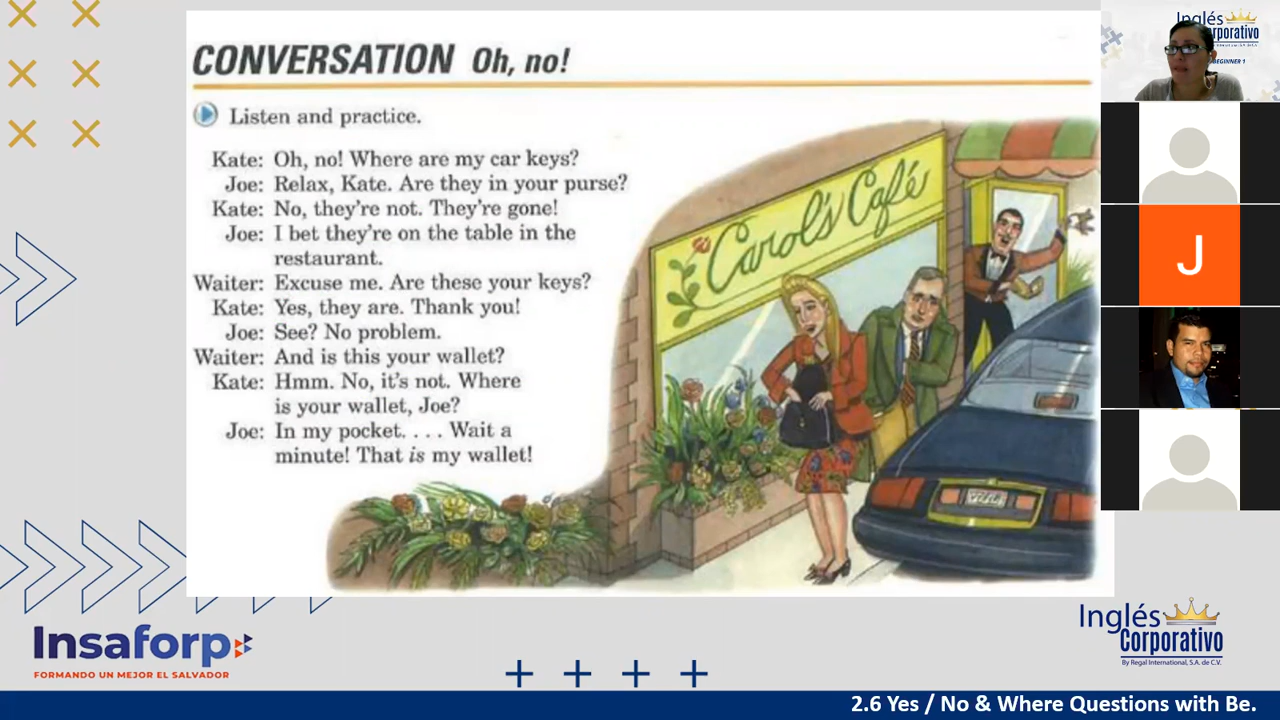 CONVERSATION Oh, no!
Listen and practice.
Kate: Oh, no! Where are my car keys?
Joe: Relax, Kate. Are they in your purse?
Kate: No, they're not. They're gone!
Joe: I bet they're on the table in the
restaurant.
Waiter: Excuse me. Are these your keys?
Kate: Yes, they are. Thank you!
Joe: See? No problem.
Waiter: And is this your wallet?
Kate: Hmm. No, it's not. Where
is your wallet, Joe?
Joe: In my pocket. . . . Wait a
minute! That is my wallet!
Carol's Café
Inglés
rporativo
BEGINNER 1
J
Insaforp
FORMANDO UN MEJOR EL SALVADOR
Inglés
Corporativo
By Regal International, S.A. de C.V.
2.6 Yes / No & Where Questions with Be.